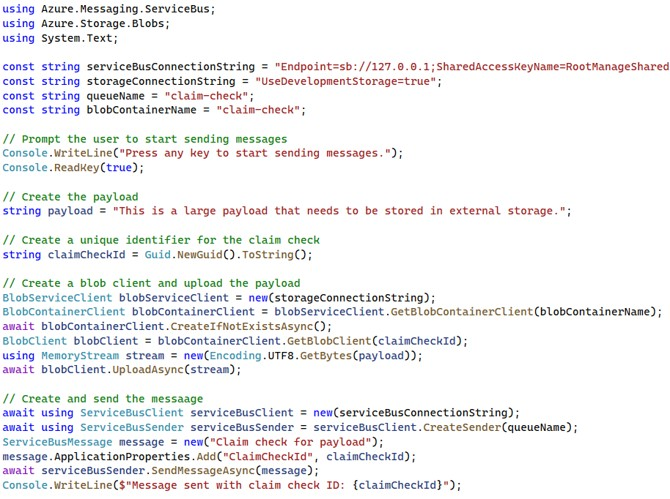 using Azure.Messaging.ServiceBus;
using Azure.Storage.Blobs;
using System.Text;
const string serviceBusConnectionString = "Endpoint=sb://127.0.0.1;SharedAccessKeyName=RootManageShared
const string storageConnectionString = "UseDevelopmentStorage=true";
const string queueName = "claim-check";
const string blobContainerName = "claim-check";
// Prompt the user to start sending messages
Console.WriteLine("Press any key to start sending messages.");
Console.ReadKey(true);
// Create the payload
string payload = "This is a large payload that needs to be stored in external storage.";
// Create a unique identifier for the claim check
string claimCheckId = Guid.NewGuid().ToString();
// Create a blob client and upload the payload
BlobServiceClient blobServiceClient = new(storageConnectionString);
BlobContainerClient blobContainerClient = blobServiceClient.GetBlobContainerClient(blobContainerName);
await blobContainerClient.CreateIfNotExistsAsync();
BlobClient blobClient = blobContainerClient.GetBlobClient(claimCheckId);
using MemoryStream stream = new(Encoding.UTF8.GetBytes(payload));
await blobClient.UploadAsync(stream);
// Create and send the mesaage
await using ServiceBusClient serviceBusClient = new(serviceBusConnectionString);
await using ServiceBusSender serviceBusSender = serviceBusClient.CreateSender(queueName);
ServiceBusMessage message = new("Claim check for payload");
message.ApplicationProperties.Add("ClaimCheckId", claimCheckId);
await serviceBusSender.SendMessageAsync(message);
Console.WriteLine($"Message sent with claim check ID: {claimCheckId}");